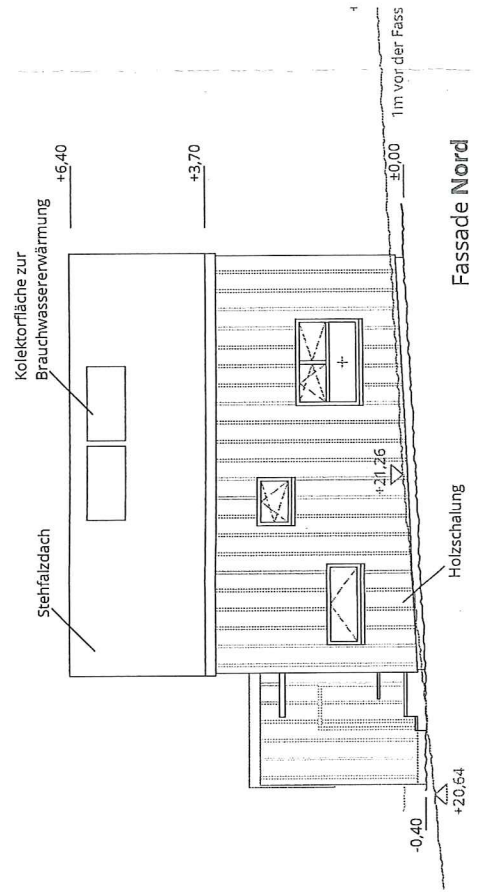 +6,40
Kolektorfläche zur
Brauchwassererwärmung
Stehfalzdach
+3,70
1m vor der Fass
±0,00
+21,26
Holzschalung
-0,40
+20,64
Fassade Nord